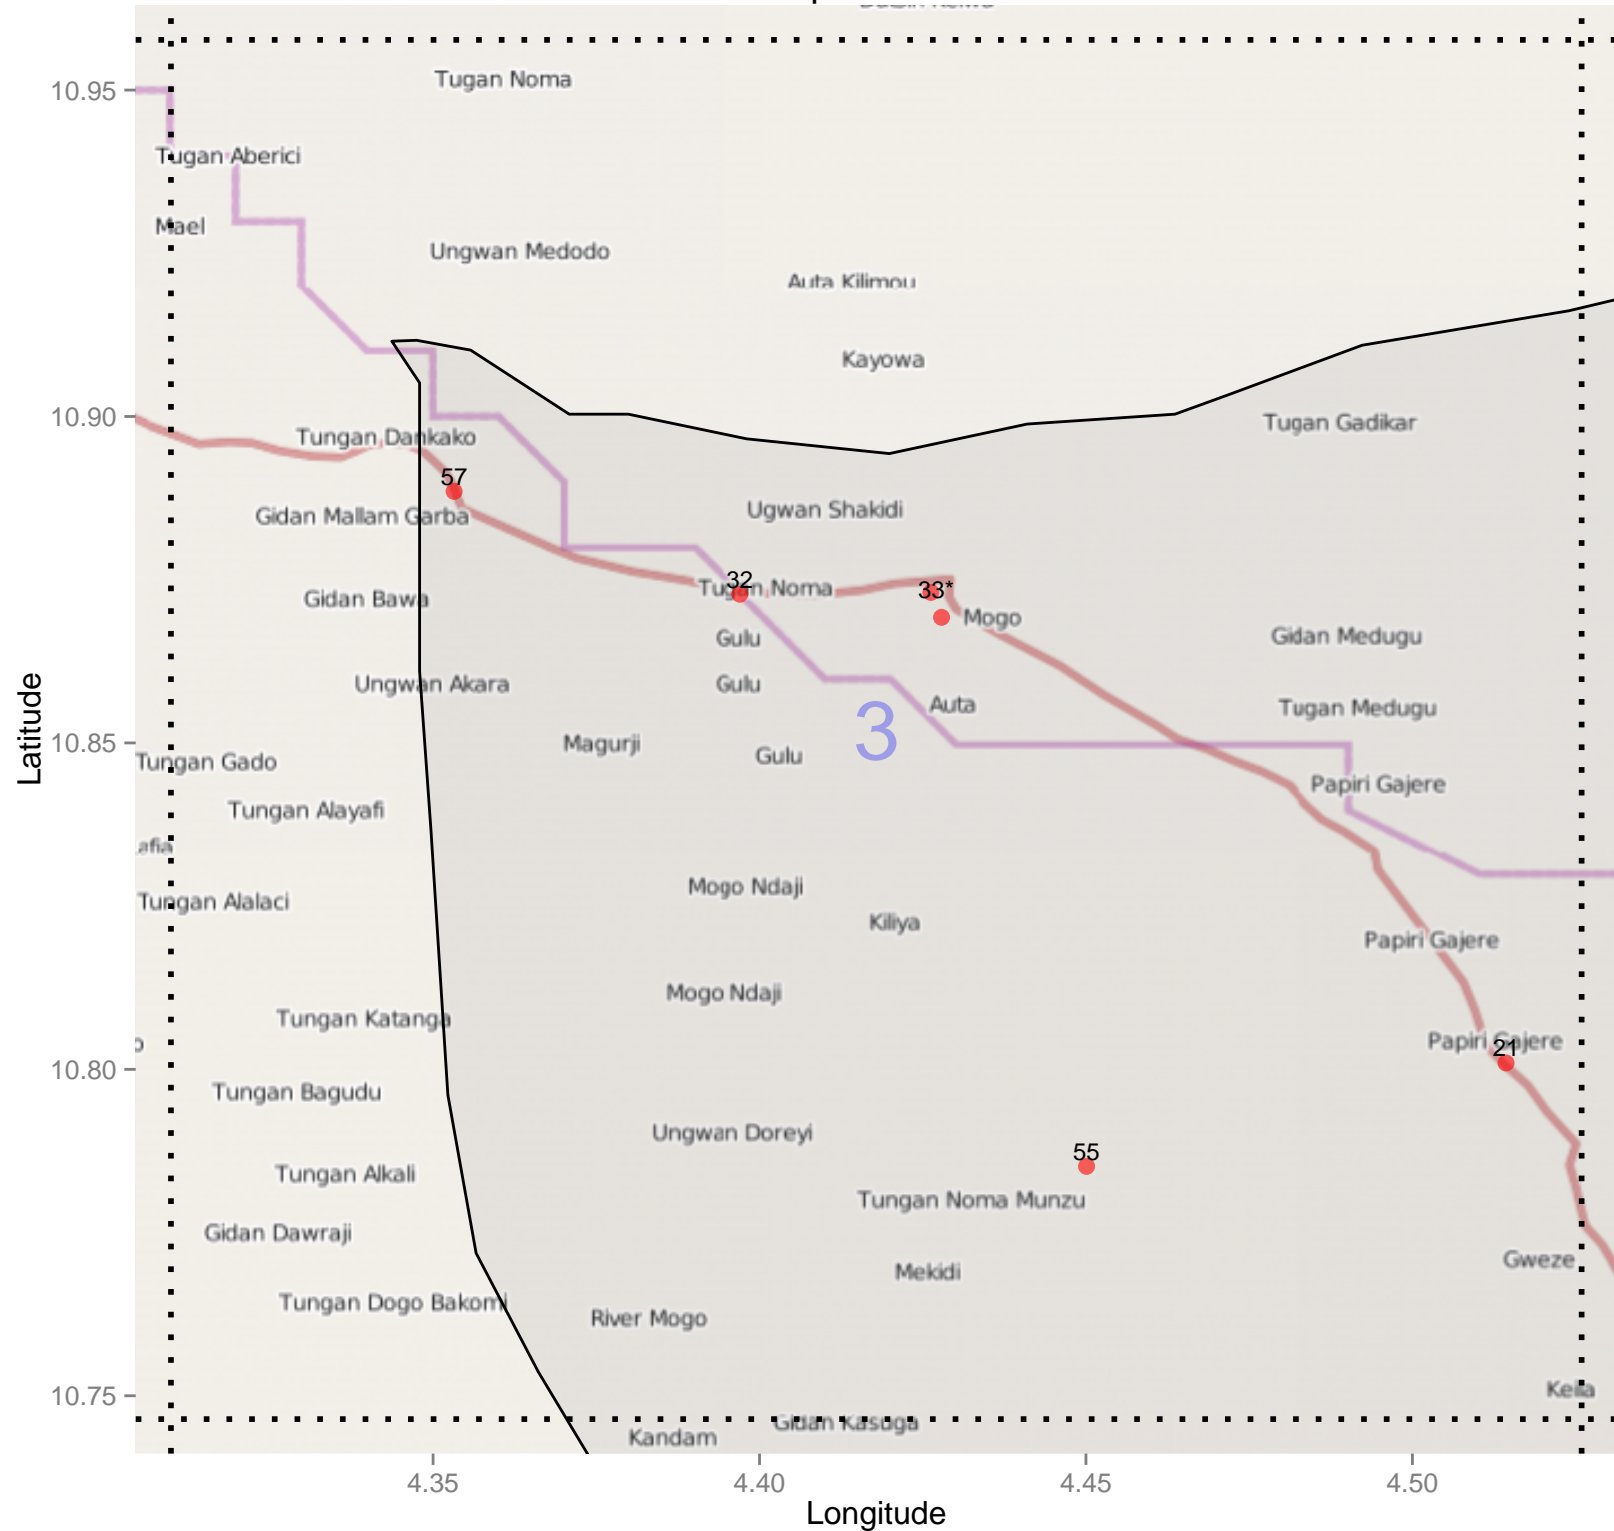 10.95
Tugan Noma
Tugan Aberici
Mael
Ungwan Medodo
Auta Kilimou
Kayowa
10.90
Tugan Gadikar
Tungan Dankako
57
Ugwan Shakidi
Gidan Mallam Garba
32
Tugan Noma
33*
Gidan Bawa
Mogo
Gulu
Gidan Medugu
Ungwan Akara
Gulu
Auta
Tugan Medugu
3
10.85
Magurji
Gulu
Tungan Gado
Papiri Gajere
Tungan Alayafi
afia
Mogo Ndaji
Tungan Alalaci
Kiliya
Papiri Gajere
Mogo Ndaji
Tungan Katanga
Papiri Gajere
21
10.80
Tungan Bagudu
Ungwan Doreyi
55
Tungan Alkali
Tungan Noma Munzu
Gidan Dawraji
Gweze
Mekidi
Tungan Dogo Bakomi
River Mogo
10.75
Gidan Kasuga
Kandam
4.35
4.40
4.45
4.50
Longitude
Latitude